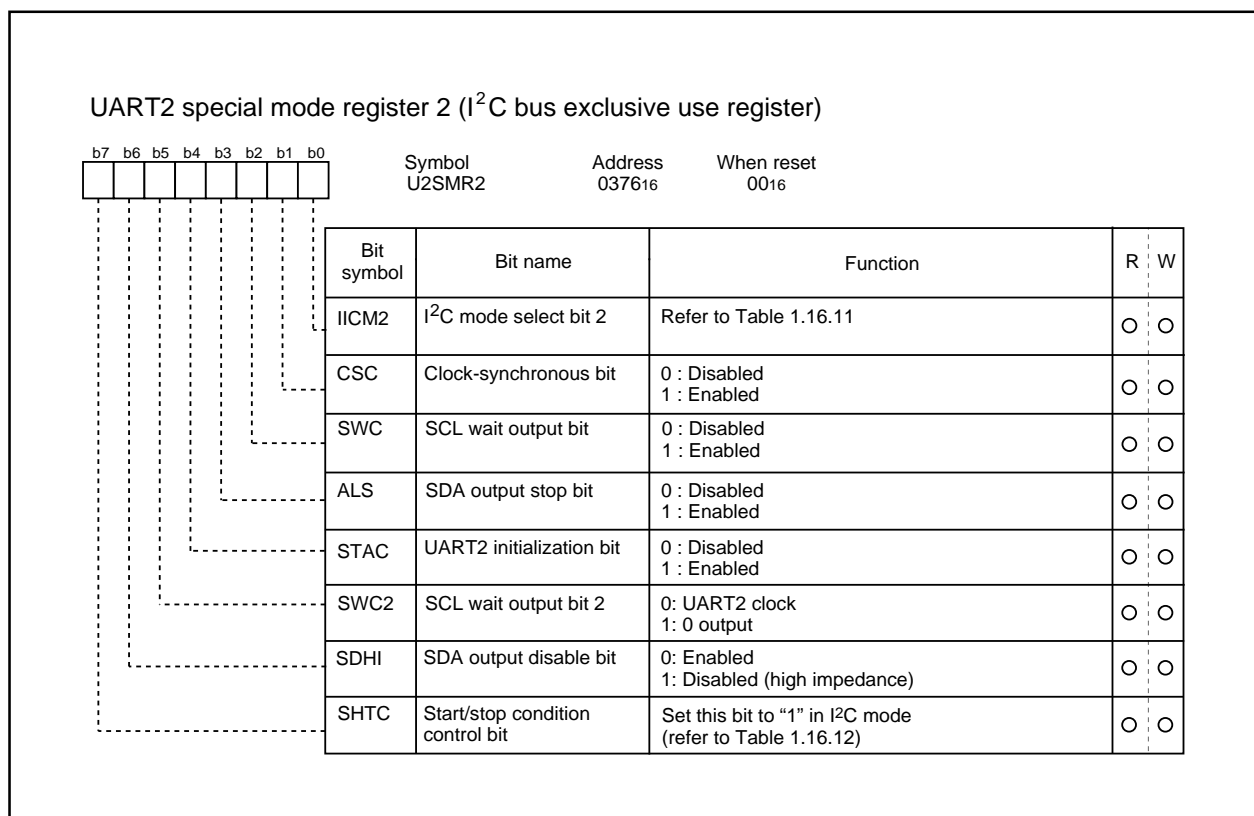 UART2 special mode register 2 (I2C bus exclusive use register)
b7 b6 b5 b4 b3 b2 b1 b0
Symbol Address When reset
U2SMR2 037616 0016
Bit symbol Bit name Function R W
IICM2 I2C mode select bit 2 Refer to Table 1.16.11
CSC Clock-synchronous bit 0 : Disabled
1 : Enabled
SWC SCL wait output bit 0 : Disabled
1 : Enabled
ALS SDA output stop bit 0 : Disabled
1 : Enabled
STAC UART2 initialization bit 0 : Disabled
1 : Enabled
SWC2 SCL wait output bit 2 0: UART2 clock
1: 0 output
SDHI SDA output disable bit 0: Enabled
1: Disabled (high impedance)
SHTC Start/stop condition control bit Set this bit to “1” in I2C mode
(refer to Table 1.16.12)